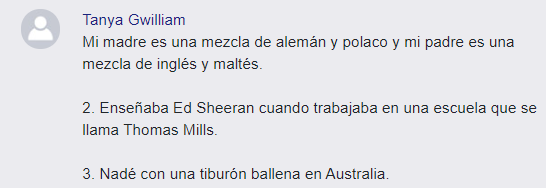 Tanya Gwilliam
Mi madre es una mezcla de alemán y polaco y mi padre es una
mezcla de inglés y maltés.
2. Enseñaba Ed Sheeran cuando trabajaba en una escuela que se
llama Thomas Mills.
3. Nadé con una tiburón ballena en Australia.